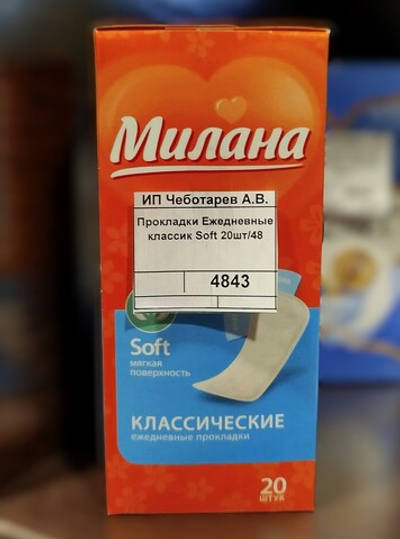 Милана
ИП Чеботарев А.В.
Прокладки Ежедневные
классик Soft 20шт/48
4843
Soft
мягкая
поверхность
КЛАССИЧЕСКИЕ
ежедневные прокладки
20
ШТУК